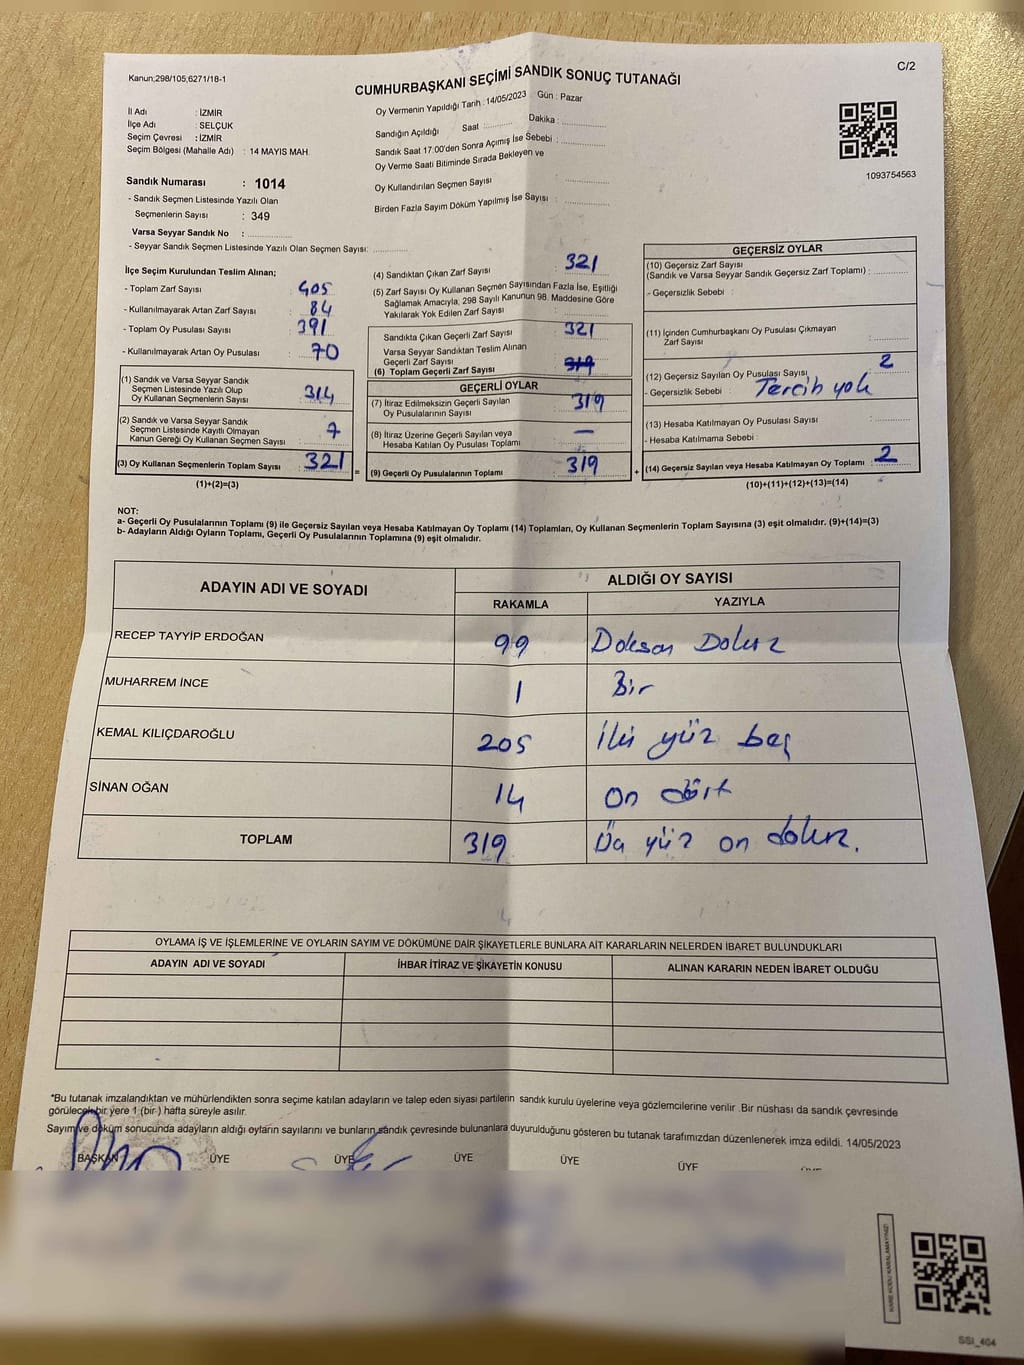 Kanun;298/105;6271/18-1
C/2
CUMHURBAŞKANI SEÇİMİ SANDIK SONUÇ TUTANAĞI
İl Adı : İZMİR
İlçe Adı : SELÇUK
Seçim Çevresi : İZMİR
Seçim Bölgesi (Mahalle Adı) : 14 MAYIS MAH.
Sandık Numarası : 1014
- Sandık Seçmen Listesinde Yazılı Olan
Seçmenlerin Sayısı : 349
Varsa Seyyar Sandık No :
- Seyyar Sandık Seçmen Listesinde Yazılı Olan Seçmen Sayısı:
Oy Vermenin Yapıldığı Tarih : 14/05/2023 Gün : Pazar
Sandığın Açıldığı Saat : Dakika :
Sandık Saat 17:00'den Sonra Açımış İse Sebebi :
Oy Verme Saati Bitiminde Sırada Bekleyen ve
Oy Kullandırılan Seçmen Sayısı :
Birden Fazla Sayım Döküm Yapılmış İse Sayısı :
1093754563
İlçe Seçim Kurulundan Teslim Alınan;
- Toplam Zarf Sayısı : 405
- Kullanılmayarak Artan Zarf Sayısı : 84
- Toplam Oy Pusulası Sayısı : 391
- Kullanılmayarak Artan Oy Pusulası : 70
(1) Sandık ve Varsa Seyyar Sandık
Seçmen Listesinde Yazılı Olup
Oy Kullanan Seçmenlerin Sayısı : 314
(2) Sandık ve Varsa Seyyar Sandık
Seçmen Listesinde Kayıtlı Olmayan
Kanun Gereği Oy Kullanan Seçmen Sayısı : 7
(3) Oy Kullanan Seçmenlerin Toplam Sayısı : 321
(1)+(2)=(3)
(4) Sandıktan Çıkan Zarf Sayısı : 321
(5) Zarf Sayısı Oy Kullanan Seçmen Sayısından Fazla İse, Eşitliği
Sağlamak Amacıyla, 298 Sayılı Kanunun 98. Maddesine Göre
Yakılarak Yok Edilen Zarf Sayısı :
Sandıkta Çıkan Geçerli Zarf Sayısı : 321
Varsa Seyyar Sandıktan Teslim Alınan
Geçerli Zarf Sayısı :
(6) Toplam Geçerli Zarf Sayısı : 319
GEÇERLİ OYLAR
(7) İtiraz Edilmeksizin Geçerli Sayılan
Oy Pusulalarının Sayısı : 319
(8) İtiraz Üzerine Geçerli Sayılan veya
Hesaba Katılan Oy Pusulası Toplamı : —
= (9) Geçerli Oy Pusulalarının Toplamı : 319
GEÇERSİZ OYLAR
(10) Geçersiz Zarf Sayısı
(Sandık ve Varsa Seyyar Sandık Geçersiz Zarf Toplamı) :
- Geçersizlik Sebebi :
(11) İçinden Cumhurbaşkanı Oy Pusulası Çıkmayan
Zarf Sayısı :
(12) Geçersiz Sayılan Oy Pusulası Sayısı : 2
- Geçersizlik Sebebi : Tercih yok
(13) Hesaba Katılmayan Oy Pusulası Sayısı :
- Hesaba Katılmama Sebebi :
+ (14) Geçersiz Sayılan veya Hesaba Katılmayan Oy Toplamı : 2
(10)+(11)+(12)+(13)=(14)
NOT:
a- Geçerli Oy Pusulalarının Toplamı (9) ile Geçersiz Sayılan veya Hesaba Katılmayan Oy Toplamı (14) Toplamları, Oy Kullanan Seçmenlerin Toplam Sayısına (3) eşit olmalıdır. (9)+(14)=(3)
b- Adayların Aldığı Oyların Toplamı, Geçerli Oy Pusulalarının Toplamına (9) eşit olmalıdır.
ADAYIN ADI VE SOYADI ALDIĞI OY SAYISI
RAKAMLA YAZIYLA
RECEP TAYYİP ERDOĞAN 99 Doksan Dokuz
MUHARREM İNCE 1 Bir
KEMAL KILIÇDAROĞLU 205 iki yüz beş
SİNAN OĞAN 14 On dört
TOPLAM 319 Üç yüz on dokuz.
OYLAMA İŞ VE İŞLEMLERİNE VE OYLARIN SAYIM VE DÖKÜMÜNE DAİR ŞİKAYETLERLE BUNLARA AİT KARARLARIN NELERDEN İBARET BULUNDUKLARI
ADAYIN ADI VE SOYADI İHBAR İTİRAZ VE ŞİKAYETİN KONUSU ALINAN KARARIN NEDEN İBARET OLDUĞU
*Bu tutanak imzalandıktan ve mühürlendikten sonra seçime katılan adayların ve talep eden siyasi partilerin sandık kurulu üyelerine veya gözlemcilerine verilir .Bir nüshası da sandık çevresinde
görülecek bir yere 1 (bir ) hafta süreyle asılır.
Sayım ve döküm sonucunda adayların aldığı oyların sayılarını ve bunların sandık çevresinde bulunanlara duyurulduğunu gösteren bu tutanak tarafımızdan düzenlenerek imza edildi. 14/05/2023
BAŞKAN ÜYE ÜYE ÜYE ÜYE ÜYE
KARE KODU KARALAMAYINIZ!
SSI_404